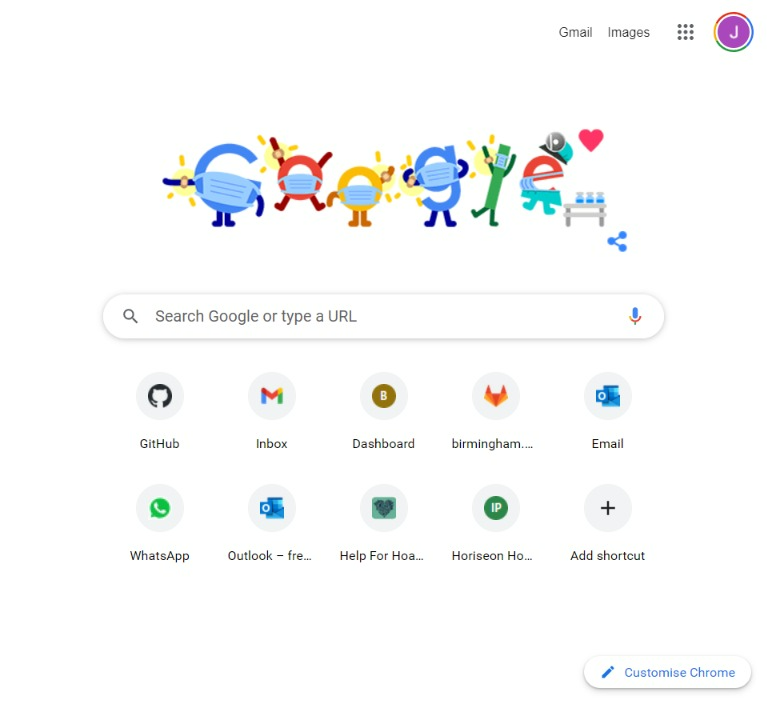 Gmail Images J
Google
Search Google or type a URL
GitHub Inbox B Dashboard birmingham.... Email
WhatsApp Outlook – fre... Help For Hoa... IP Horiseon Ho... Add shortcut
Customise Chrome